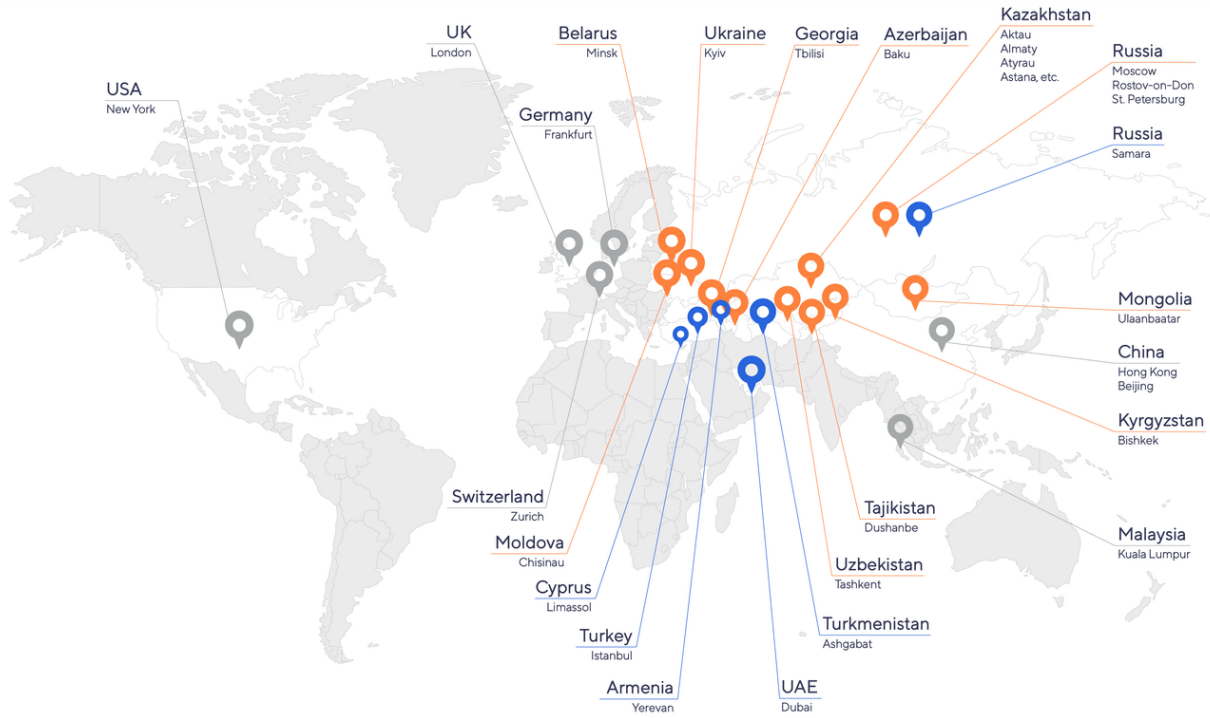 UK
London
Belarus
Minsk
Ukraine
Kyiv
Georgia
Tbilisi
Azerbaijan
Baku
Kazakhstan
Aktau
Almaty
Atyrau
Astana, etc.
Russia
Moscow
Rostov-on-Don
St. Petersburg
USA
New York
Germany
Frankfurt
Russia
Samara
Mongolia
Ulaanbaatar
China
Hong Kong
Beijing
Kyrgyzstan
Bishkek
Switzerland
Zurich
Tajikistan
Dushanbe
Moldova
Chisinau
Malaysia
Kuala Lumpur
Uzbekistan
Tashkent
Cyprus
Limassol
Turkey
Istanbul
Turkmenistan
Ashgabat
Armenia
Yerevan
UAE
Dubai